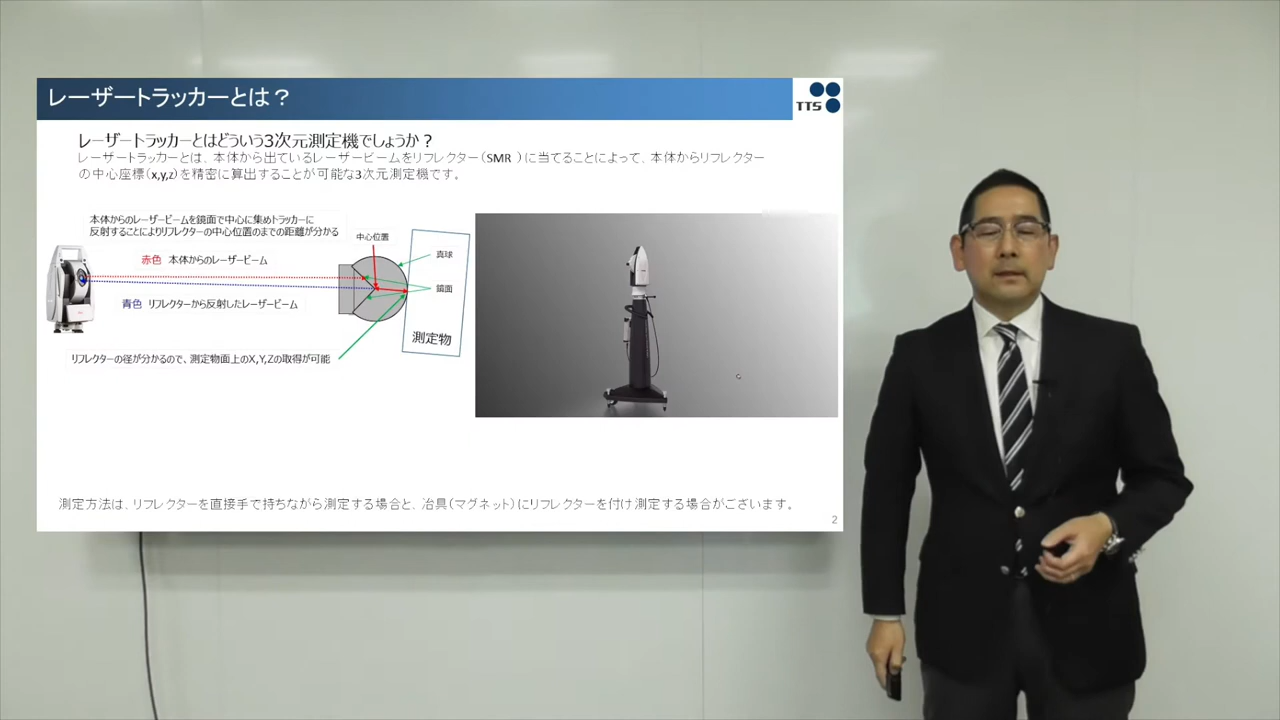 レーザートラッカーとは？
TTS
レーザートラッカーとはどういう3次元測定機でしょうか？
レーザートラッカーとは、本体から出ているレーザービームをリフレクター（SMR ）に当てることによって、本体からリフレクター
の中心座標（x,y,z）を精密に算出することが可能な3次元測定機です。
本体からのレーザービームを鏡面で中心に集めトラッカーに
反射することによりリフレクターの中心位置のまでの距離が分かる
中心位置
真球
赤色 本体からのレーザービーム
鏡面
青色 リフレクターから反射したレーザービーム
測定物
リフレクターの径が分かるので、測定物面上のX,Y,Zの取得が可能
測定方法は、リフレクターを直接手で持ちながら測定する場合と、冶具（マグネット）にリフレクターを付け測定する場合がございます。
2